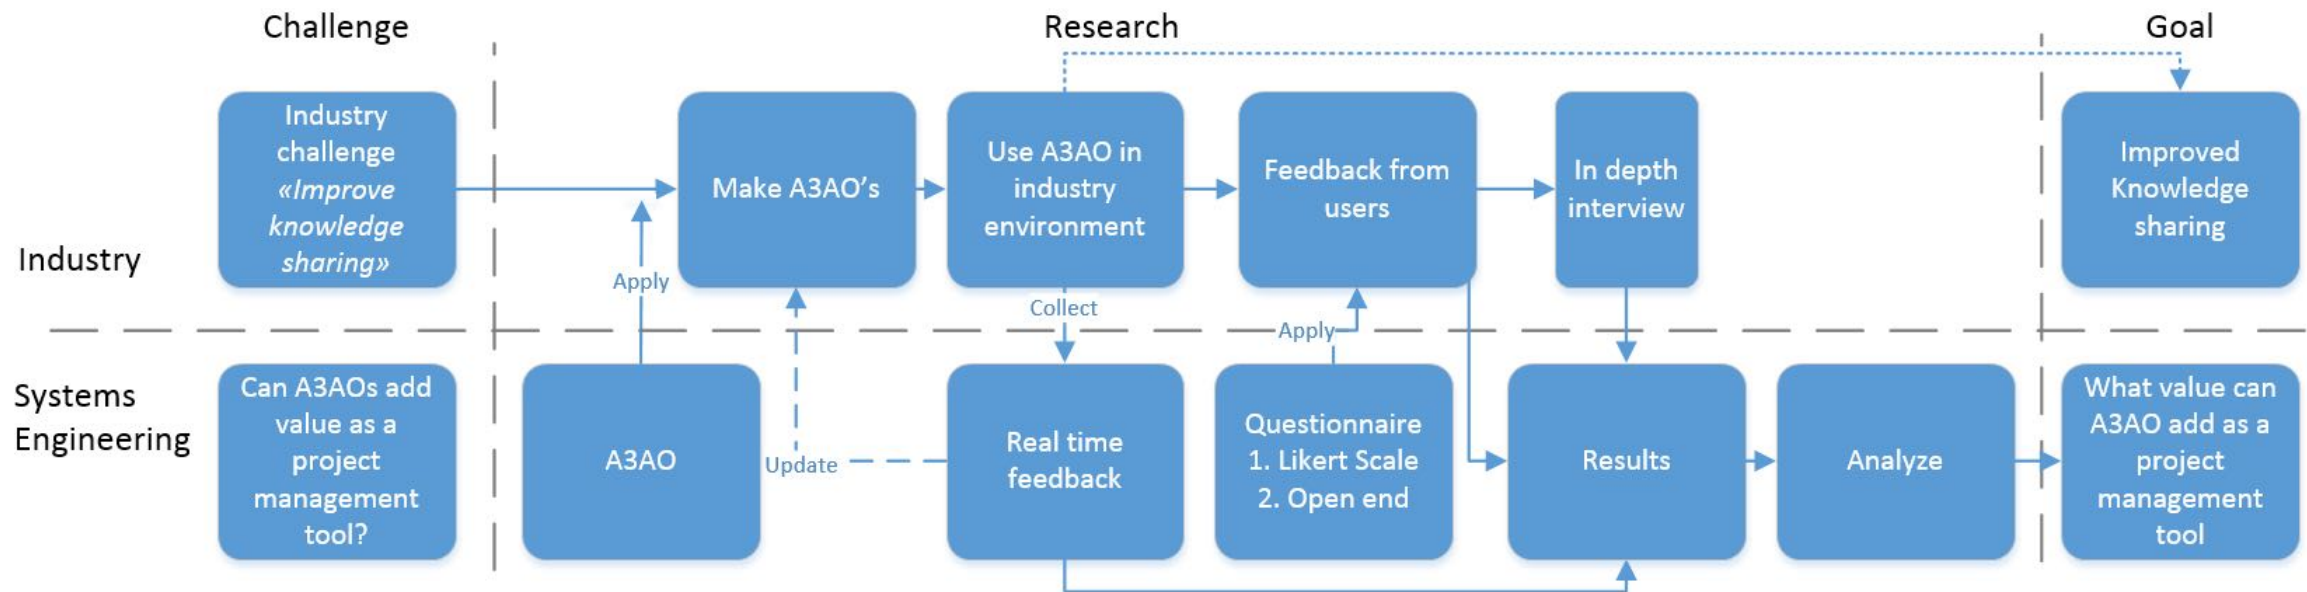 Challenge
Research
Goal
Industry
challenge
«Improve
knowledge
sharing»
Make A3AO's
Use A3AO in
industry
environment
Feedback from
users
In depth
interview
Improved
Knowledge
sharing
Industry
Apply
Collect
Apply
Update
Systems
Engineering
Can A3AOs add
value as a
project
management
tool?
A3AO
Real time
feedback
Questionnaire
1. Likert Scale
2. Open end
Results
Analyze
What value can
A3AO add as a
project
management
tool